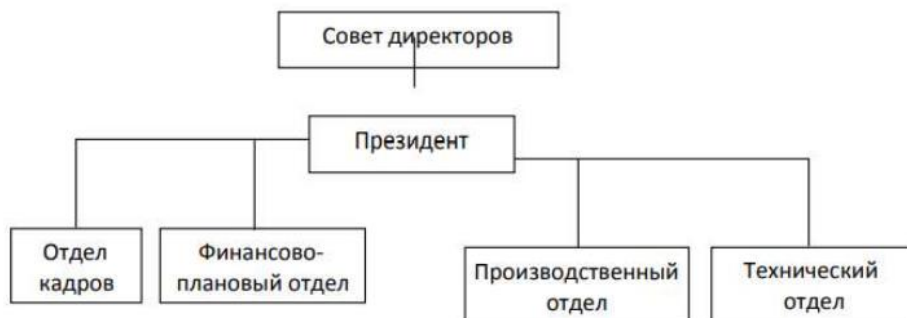 Совет директоров
Президент
Отдел
кадров
Финансово-
плановый отдел
Производственный
отдел
Технический
отдел